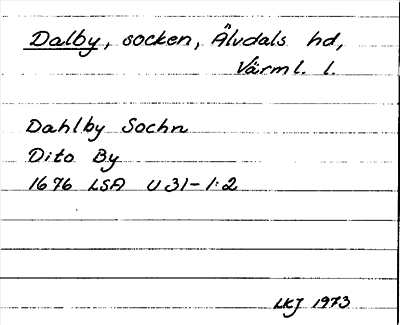 Dalby, socken, Älvdals hd,
Värml. l.
Dahlby Sochn
Dito By
1676 LSA U31-1:2
LKJ 1973